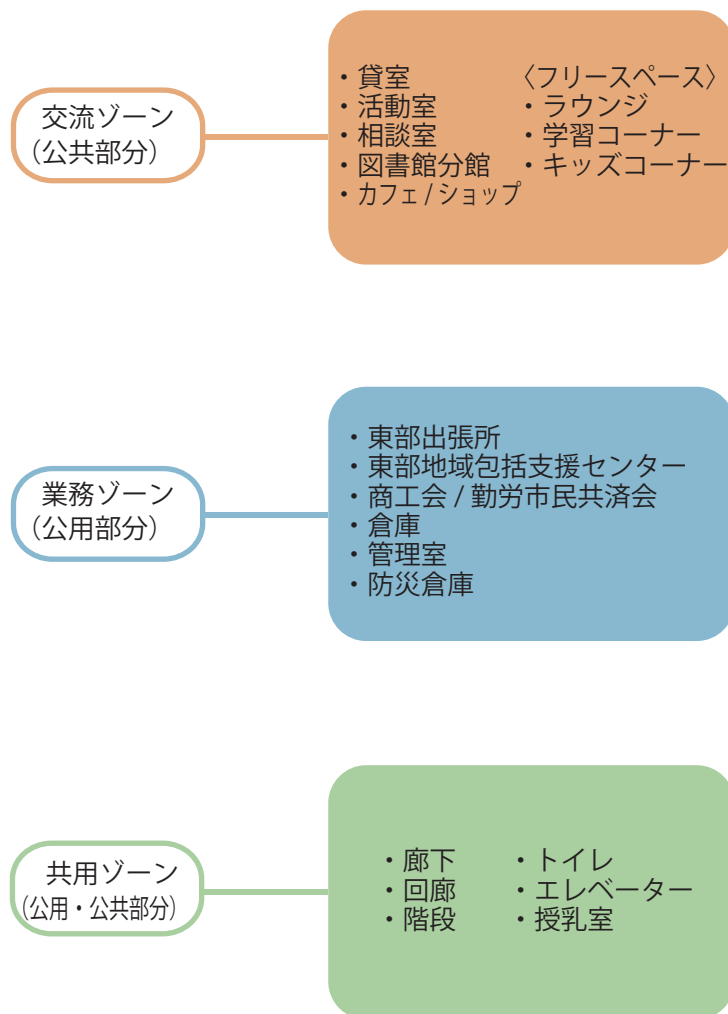 交流ゾーン
(公共部分)
・貸室
・活動室
・相談室
・図書館分館
・カフェ / ショップ
〈フリースペース〉
・ラウンジ
・学習コーナー
・キッズコーナー
業務ゾーン
(公用部分)
・東部出張所
・東部地域包括支援センター
・商工会 / 勤労市民共済会
・倉庫
・管理室
・防災倉庫
共用ゾーン
(公用・公共部分)
・廊下
・回廊
・階段
・トイレ
・エレベーター
・授乳室